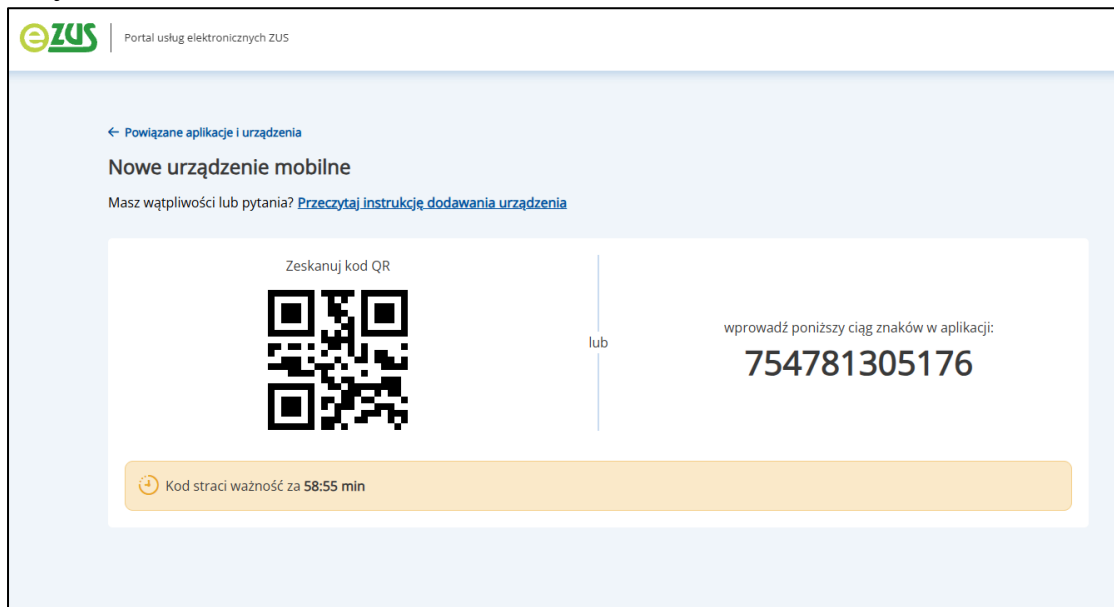 eZUS Portal usług elektronicznych ZUS
← Powiązane aplikacje i urządzenia
Nowe urządzenie mobilne
Masz wątpliwości lub pytania? Przeczytaj instrukcję dodawania urządzenia
Zeskanuj kod QR
lub
wprowadź poniższy ciąg znaków w aplikacji:
754781305176
Kod straci ważność za 58:55 min